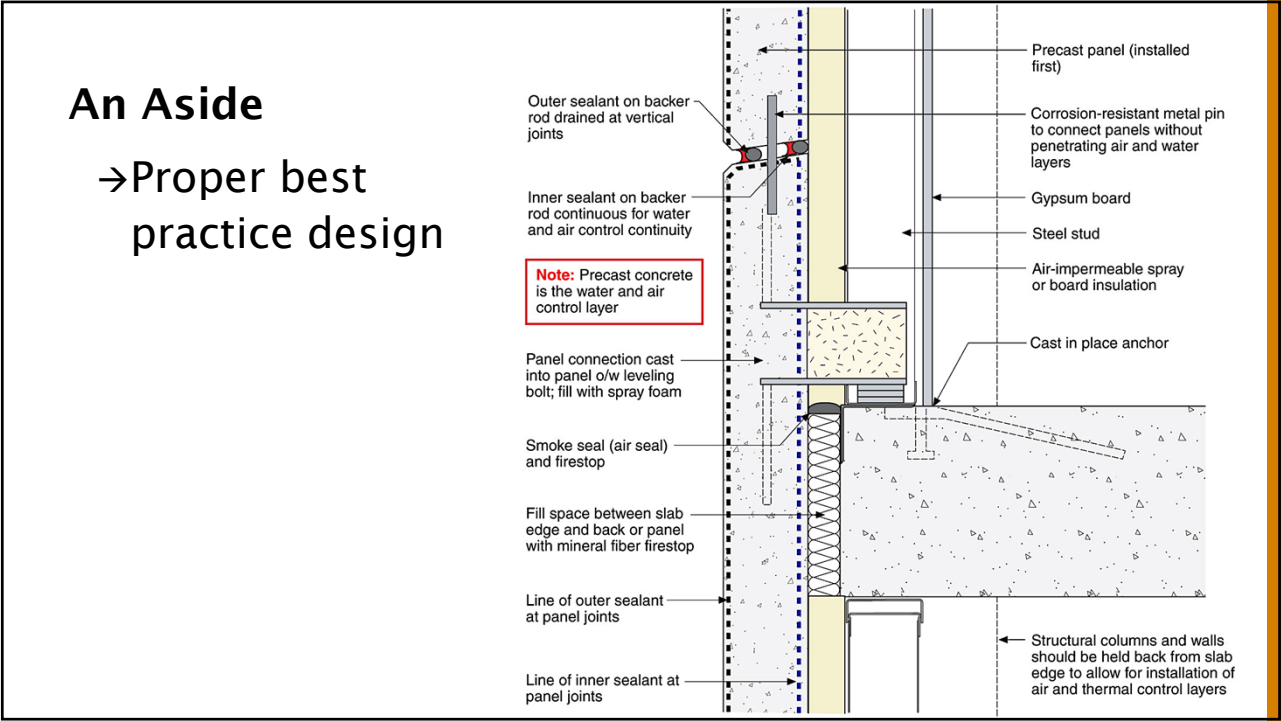 An Aside
→Proper best
practice design
Outer sealant on backer
rod drained at vertical
joints
Inner sealant on backer
rod continuous for water
and air control continuity
Note: Precast concrete
is the water and air
control layer
Panel connection cast
into panel o/w leveling
bolt; fill with spray foam
Smoke seal (air seal)
and firestop
Fill space between slab
edge and back or panel
with mineral fiber firestop
Line of outer sealant
at panel joints
Line of inner sealant at
panel joints
Precast panel (installed
first)
Corrosion-resistant metal pin
to connect panels without
penetrating air and water
layers
Gypsum board
Steel stud
Air-impermeable spray
or board insulation
Cast in place anchor
Structural columns and walls
should be held back from slab
edge to allow for installation of
air and thermal control layers